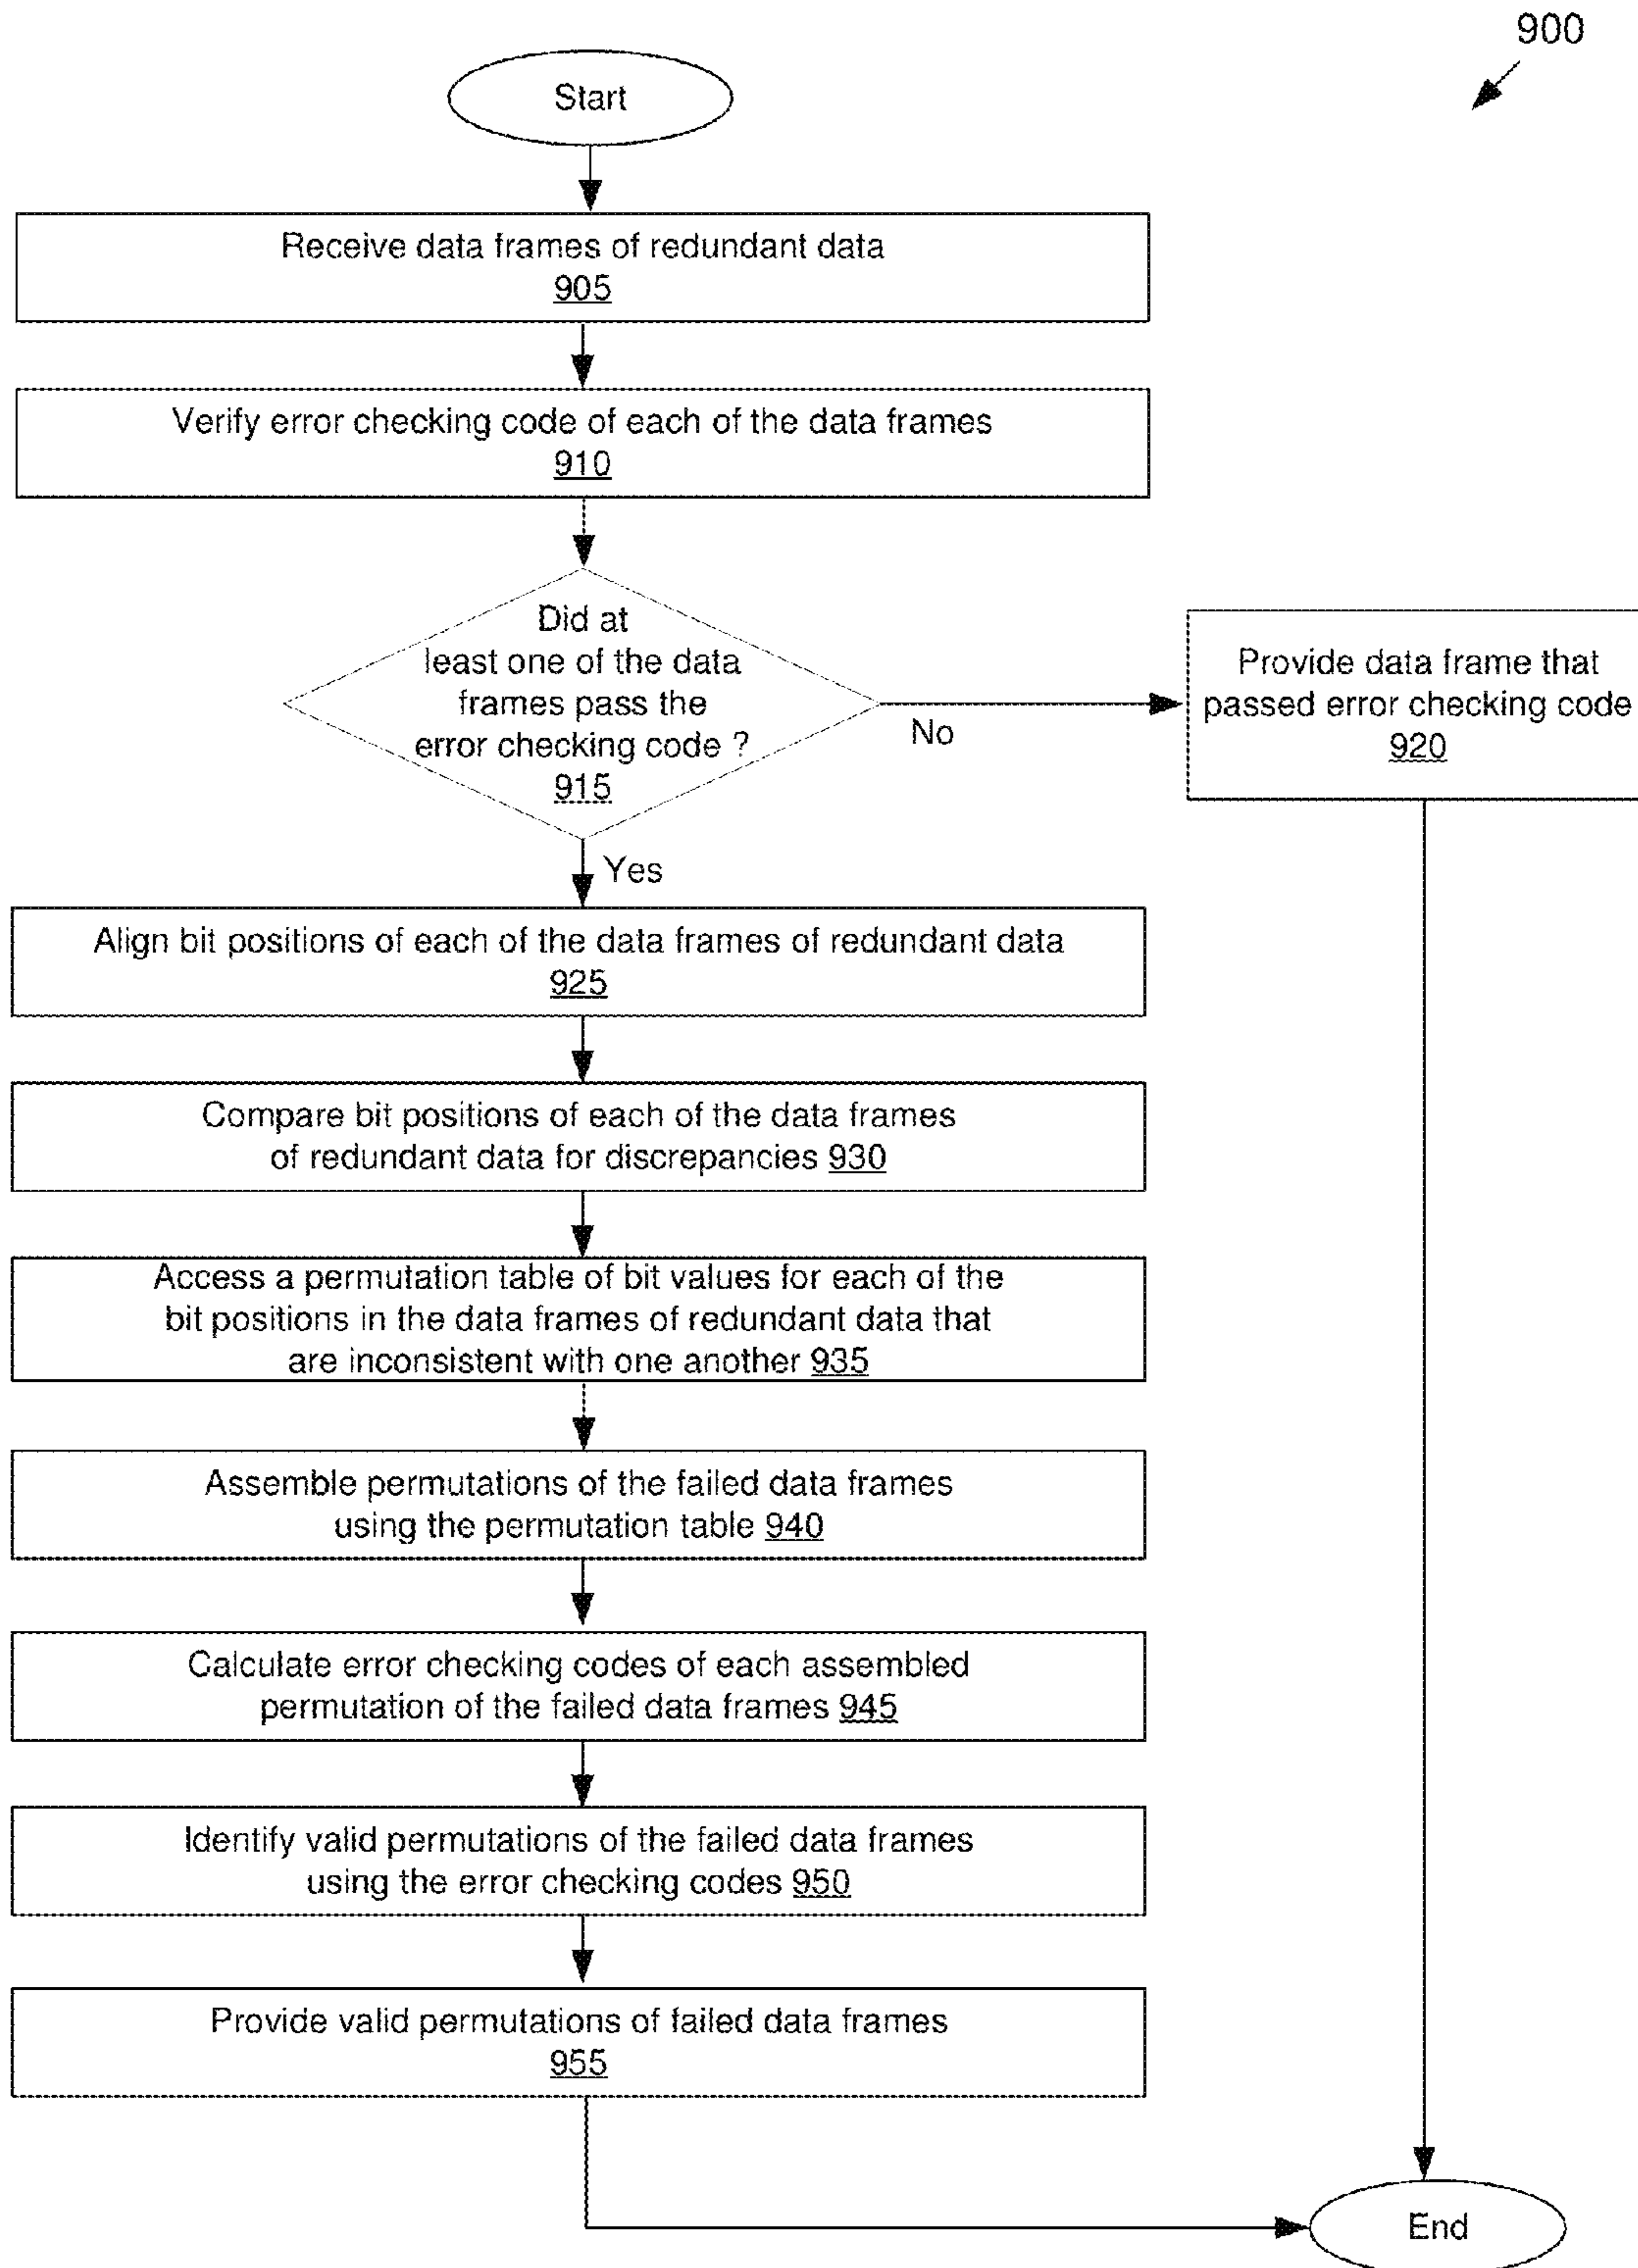 900
Start
Receive data frames of redundant data
905
Verify error checking code of each of the data frames
910
Did at
least one of the data
frames pass the
error checking code ?
915
No
Provide data frame that
passed error checking code
920
Yes
Align bit positions of each of the data frames of redundant data
925
Compare bit positions of each of the data frames
of redundant data for discrepancies 930
Access a permutation table of bit values for each of the
bit positions in the data frames of redundant data that
are inconsistent with one another 935
Assemble permutations of the failed data frames
using the permutation table 940
Calculate error checking codes of each assembled
permutation of the failed data frames 945
Identify valid permutations of the failed data frames
using the error checking codes 950
Provide valid permutations of failed data frames
955
End